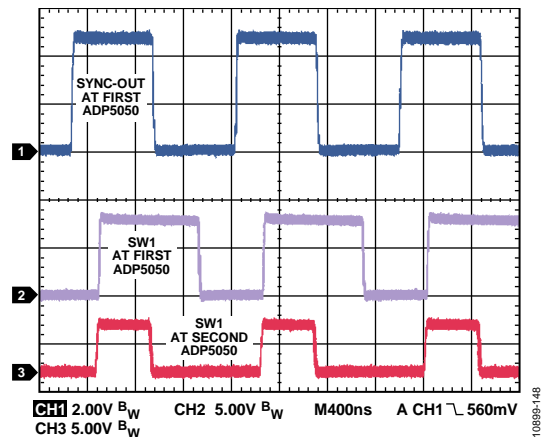 SYNC-OUT
AT FIRST
ADP5050
1
SW1
AT FIRST
ADP5050
2
SW1
AT SECOND
ADP5050
3
CH1 2.00V BW CH2 5.00V BW M400ns A CH1 ⎍ 560mV
CH3 5.00V BW
10899-148